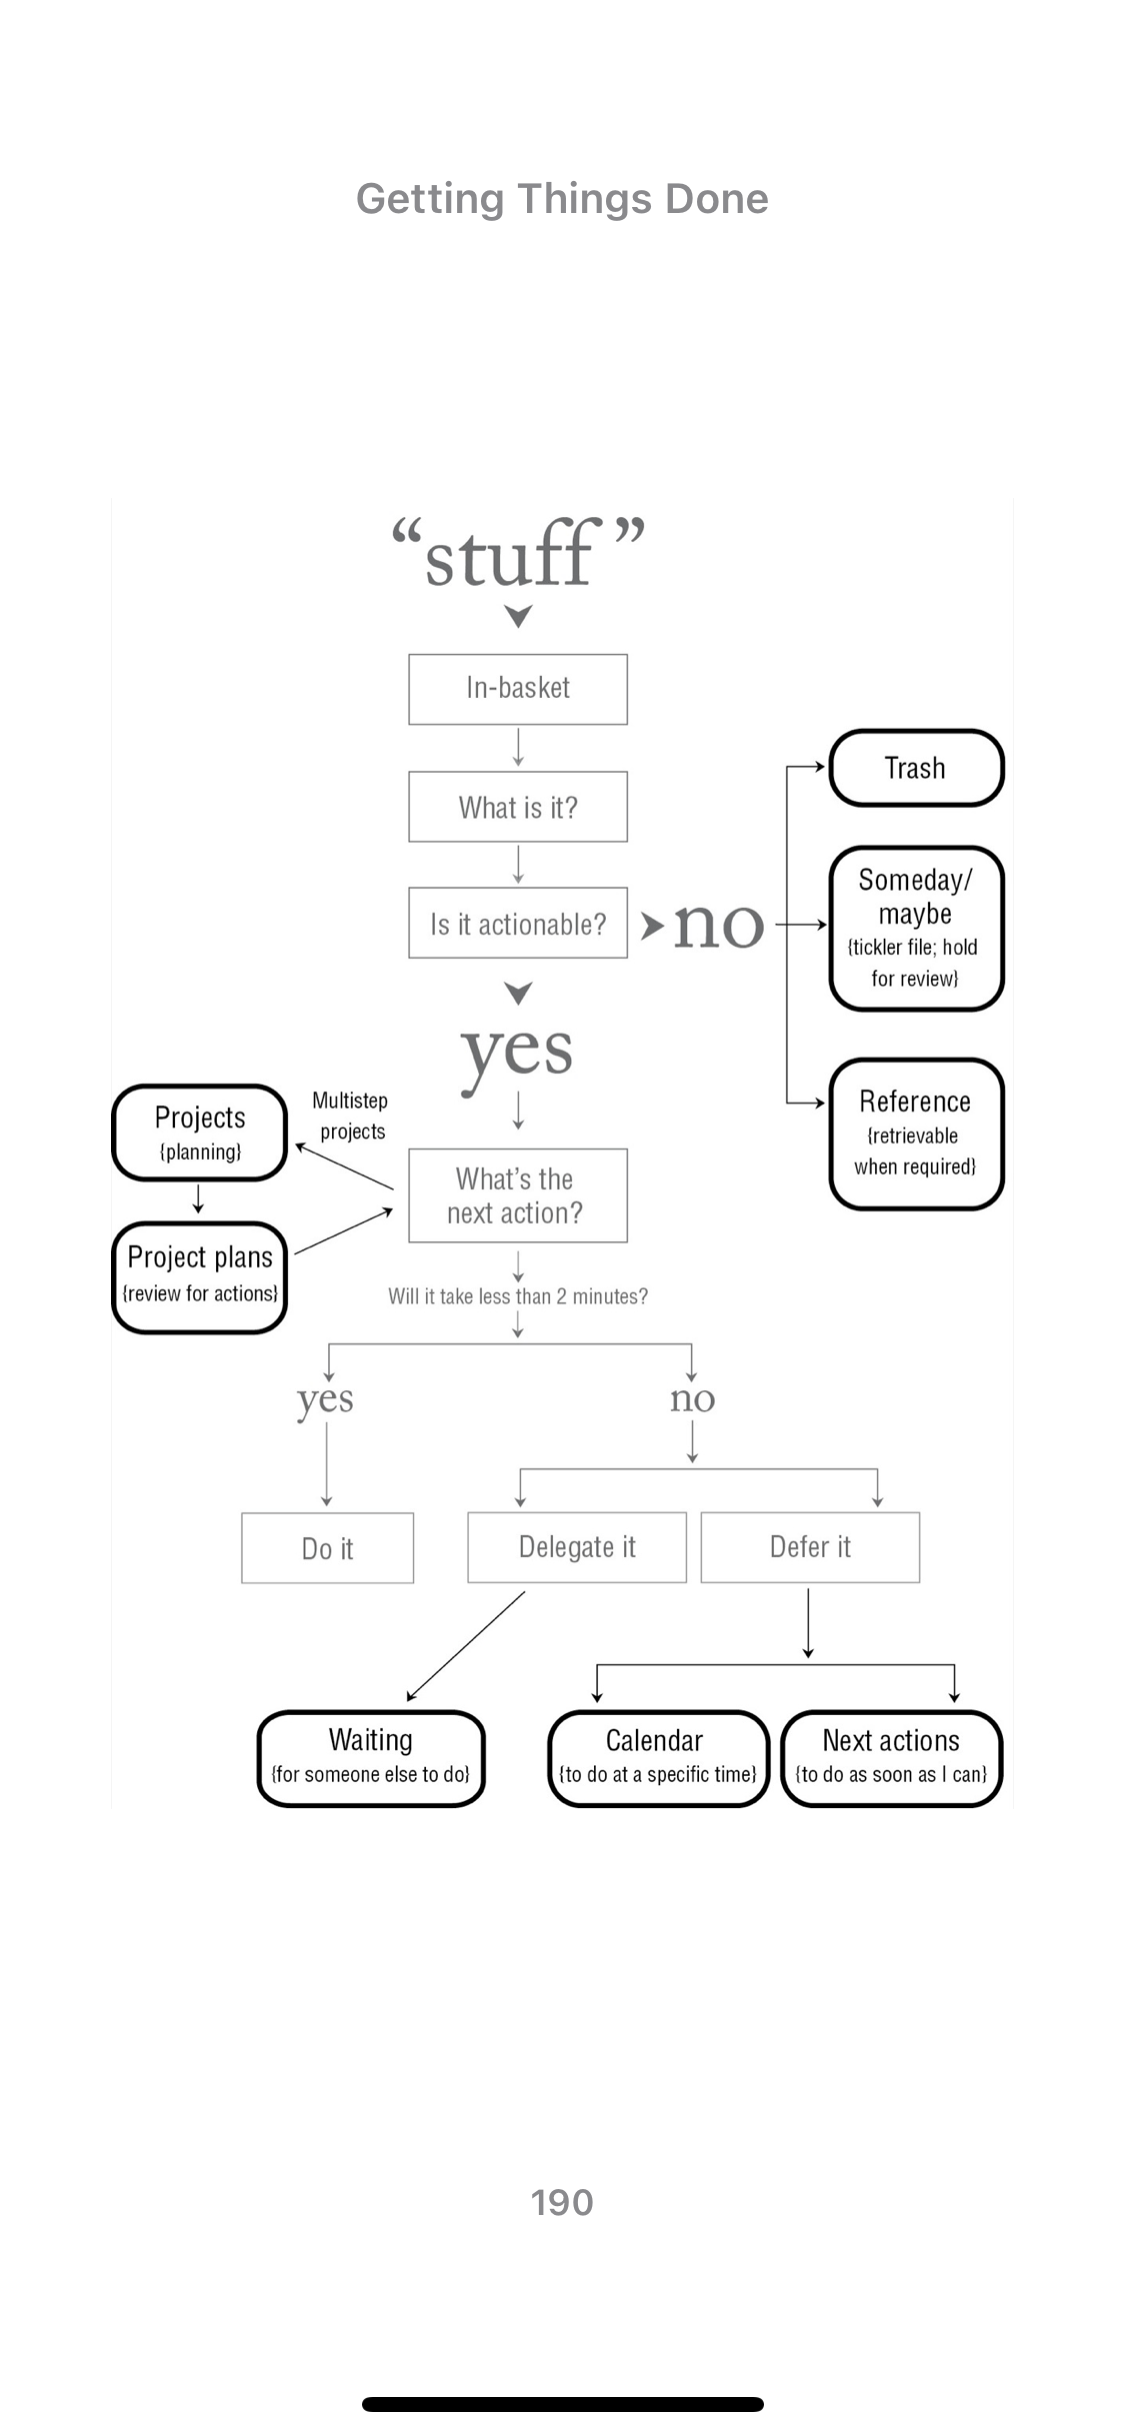 Getting Things Done
“stuff”
In-basket
What is it?
Is it actionable?
no
Trash
Someday/
maybe
{tickler file; hold
for review}
Reference
{retrievable
when required}
yes
Multistep
projects
Projects
{planning}
Project plans
{review for actions}
What’s the
next action?
Will it take less than 2 minutes?
yes
no
Do it
Delegate it
Defer it
Waiting
{for someone else to do}
Calendar
{to do at a specific time}
Next actions
{to do as soon as I can}
190